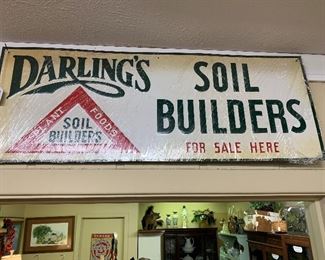 DARLING'S
PLANT FOODS
SOIL
BUILDERS
SOIL
BUILDERS
FOR SALE HERE